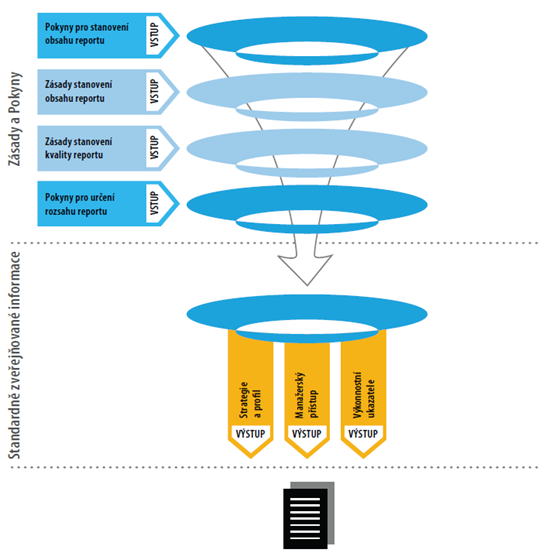 Zásady a Pokyny
Pokyny pro stanovení
obsahu reportu
VSTUP
Zásady stanovení
obsahu reportu
VSTUP
Zásady stanovení
kvality reportu
VSTUP
Pokyny pro určení
rozsahu reportu
VSTUP
Standardně zveřejňované informace
Strategie
a profil
VÝSTUP
Manažerský
přístup
VÝSTUP
Výkonnostní
ukazatele
VÝSTUP